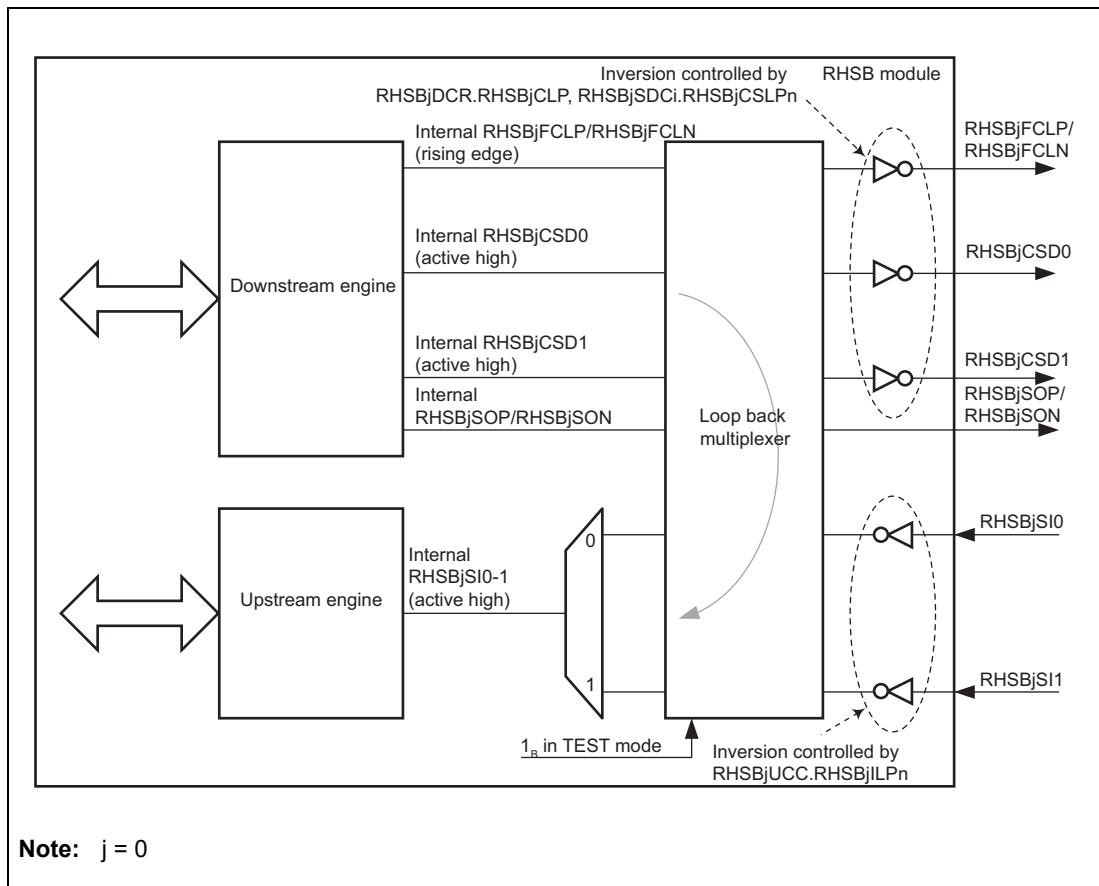 Inversion controlled by
RHSBjDCR.RHSBjCLP, RHSBjSDCi.RHSBjCSLPn
RHSB module
Internal RHSBjFCLP/RHSBjFCLN
(rising edge)
RHSBjFCLP/
RHSBjFCLN
Internal RHSBjCSD0
(active high)
RHSBjCSD0
Downstream engine
Internal RHSBjCSD1
(active high)
RHSBjCSD1
Internal
RHSBjSOP/RHSBjSON
RHSBjSOP/
RHSBjSON
Loop back
multiplexer
0
RHSBjSI0
Internal
RHSBjSI0-1
(active high)
Upstream engine
1
RHSBjSI1
1B in TEST mode
Inversion controlled by
RHSBjUCC.RHSBjILPn
Note: j = 0